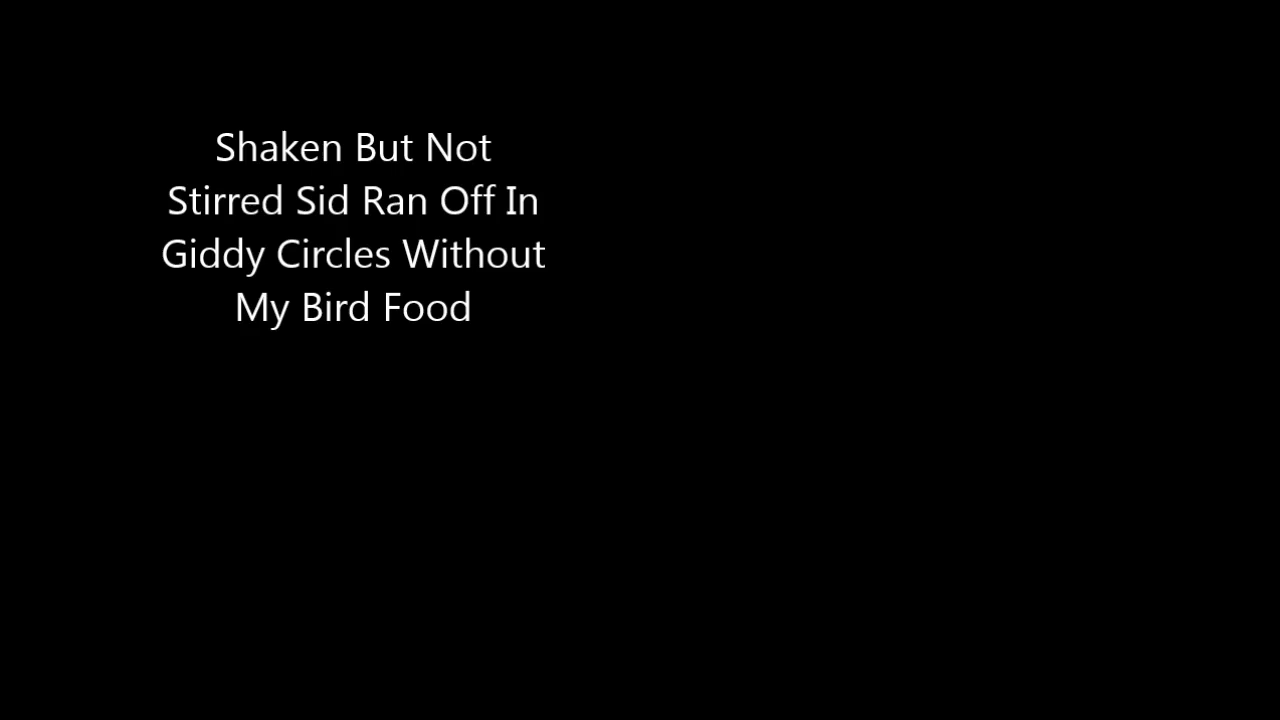 Shaken But Not
Stirred Sid Ran Off In
Giddy Circles Without
My Bird Food